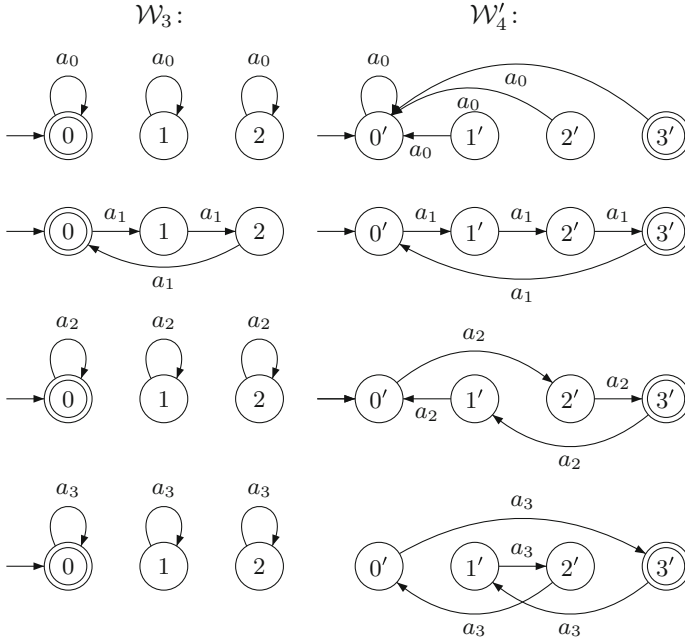 𝒲₃: 𝒲₄′:
a₀ a₀ a₀ a₀
a₀
a₀
0 1 2 0′ 1′ 2′ 3′
a₀
a₁ a₁ a₁ a₁ a₁
0 1 2 0′ 1′ 2′ 3′
a₁ a₁
a₂ a₂ a₂ a₂
a₂
0 1 2 0′ 1′ 2′ 3′
a₂
a₂
a₃ a₃ a₃ a₃
a₃
0 1 2 0′ 1′ 2′ 3′
a₃ a₃